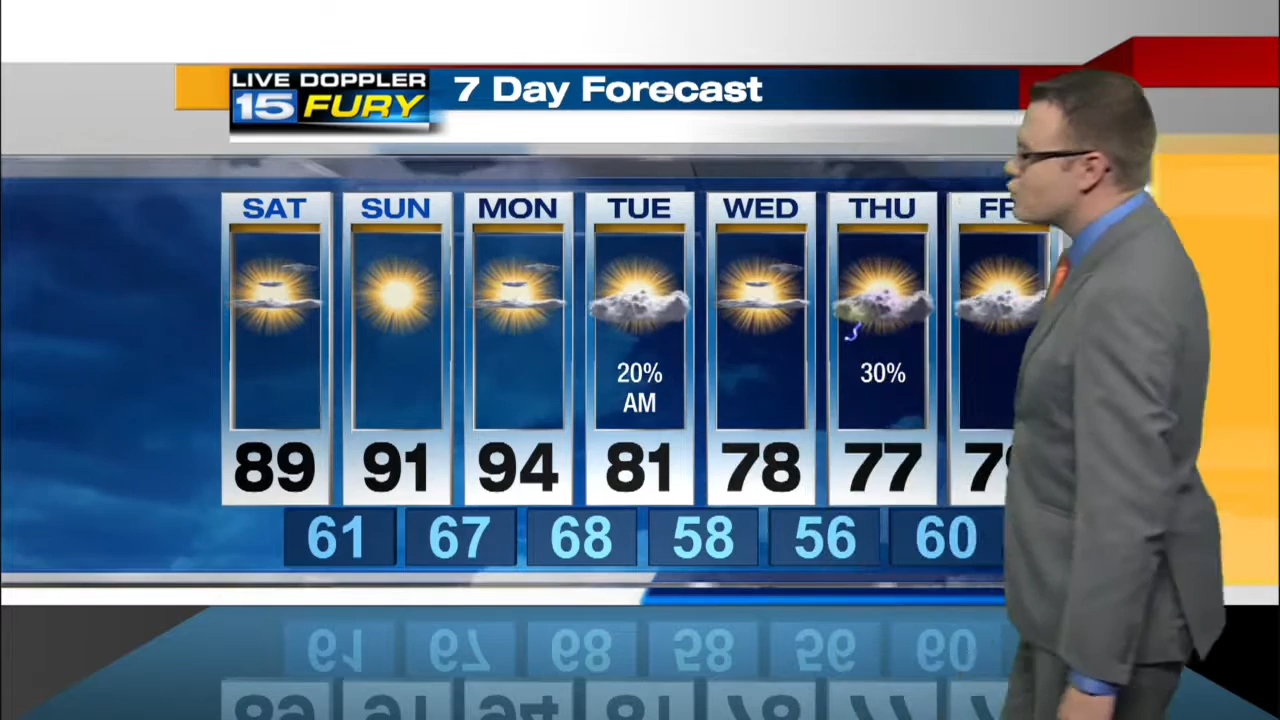 LIVE DOPPLER
15 FURY
7 Day Forecast
SAT SUN MON TUE WED THU
20% 30%
AM
89 91 94 81 78 77
61 67 68 58 56 60